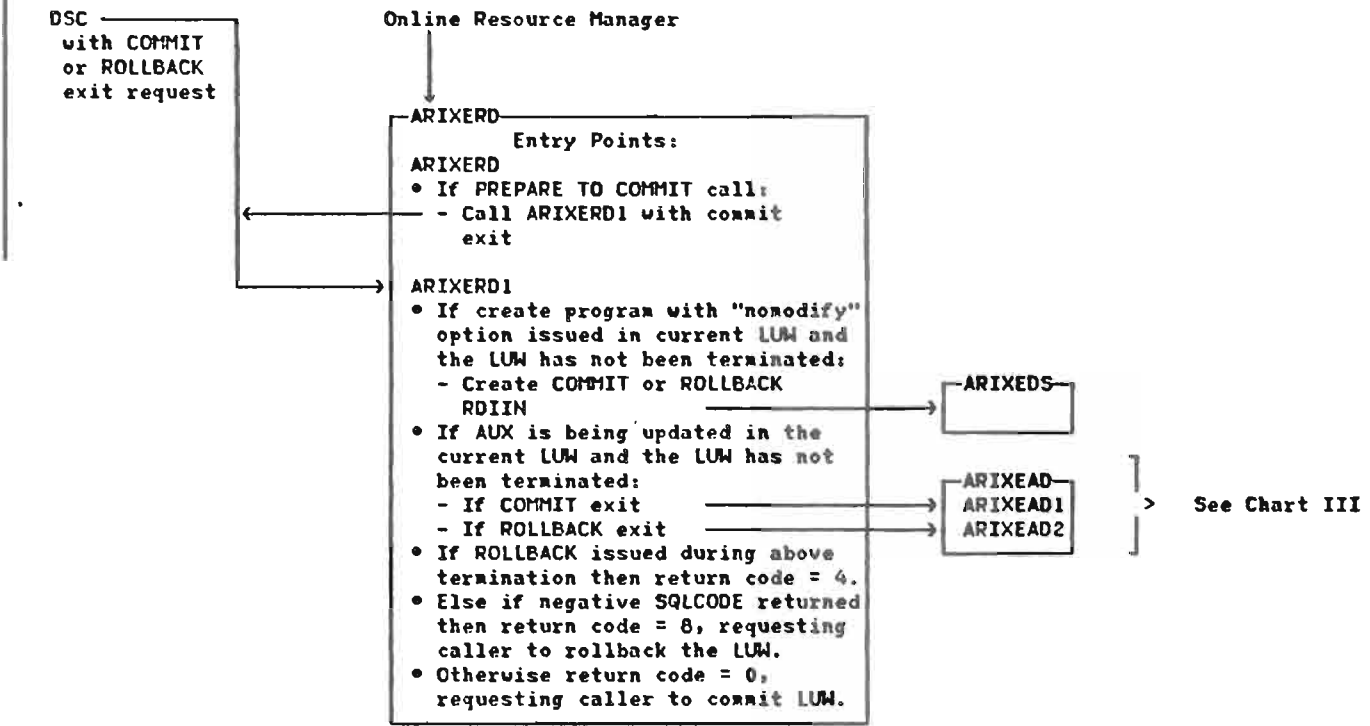 DSC
with COMMIT
or ROLLBACK
exit request
Online Resource Manager
ARIXERD
Entry Points:
ARIXERD
• If PREPARE TO COMMIT call:
- Call ARIXERD1 with commit
exit
ARIXERD1
• If create program with "nomodify"
option issued in current LUW and
the LUW has not been terminated:
- Create COMMIT or ROLLBACK
RDIIN
• If AUX is being updated in the
current LUW and the LUW has not
been terminated:
- If COMMIT exit
- If ROLLBACK exit
• If ROLLBACK issued during above
termination then return code = 4.
• Else if negative SQLCODE returned
then return code = 8, requesting
caller to rollback the LUW.
• Otherwise return code = 0,
requesting caller to commit LUW.
ARIXEDS
ARIXEAD
ARIXEAD1
ARIXEAD2
> See Chart III